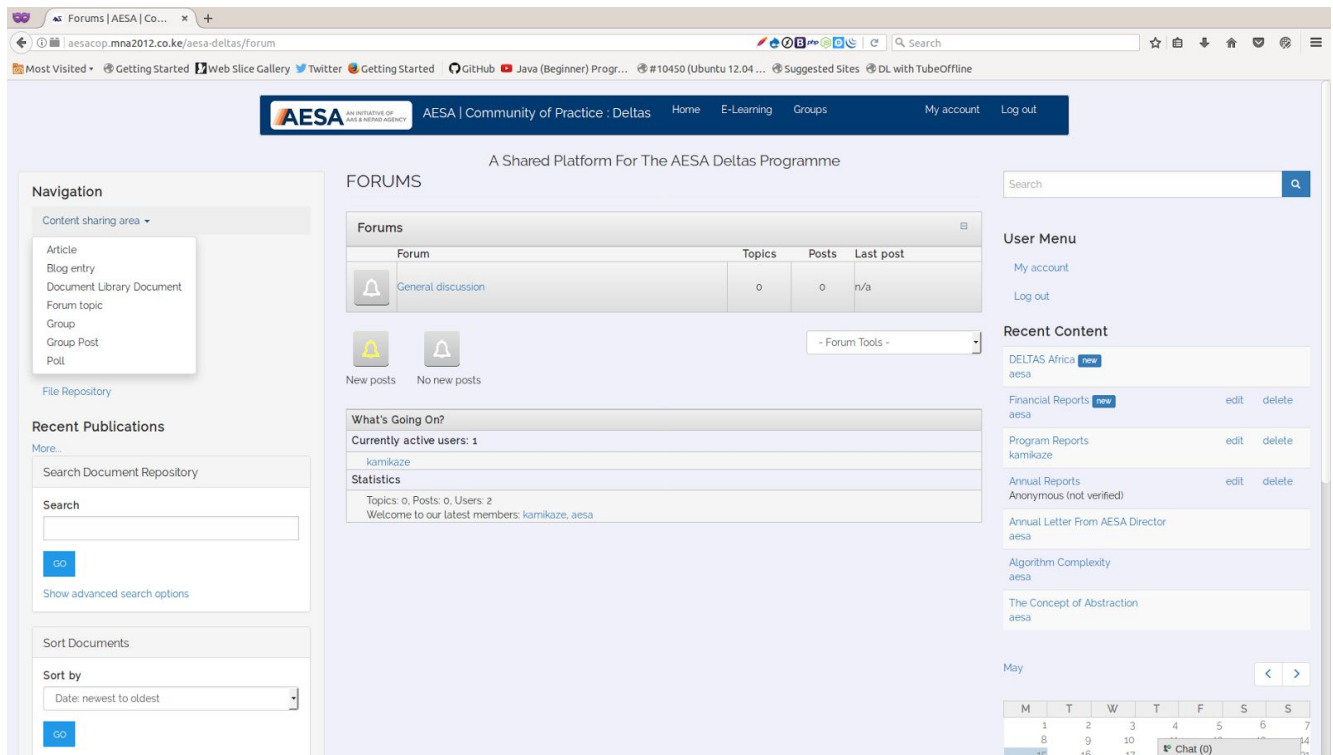 Forums | AESA | Co...
aesacop.mna2012.co.ke/aesa-deltas/forum
Search
Most Visited
Getting Started
Web Slice Gallery
Twitter
Getting Started
GitHub
Java (Beginner) Progr...
#10450 (Ubuntu 12.04 ...
Suggested Sites
DL with TubeOffline
AESA AN INITIATIVE OF AAS & NEPAD AGENCY
AESA | Community of Practice : Deltas
Home
E-Learning
Groups
My account
Log out
A Shared Platform For The AESA Deltas Programme
Navigation
Content sharing area
Article
Blog entry
Document Library Document
Forum topic
Group
Group Post
Poll
File Repository
Recent Publications
More...
Search Document Repository
Search
GO
Show advanced search options
Sort Documents
Sort by
Date: newest to oldest
GO
FORUMS
Forums
Forum Topics Posts Last post
General discussion 0 0 n/a
New posts
No new posts
- Forum Tools -
What's Going On?
Currently active users: 1
kamikaze
Statistics
Topics: 0, Posts: 0, Users: 2
Welcome to our latest members: kamikaze, aesa
Search
User Menu
My account
Log out
Recent Content
DELTAS Africa new
aesa
Financial Reports new edit delete
aesa
Program Reports edit delete
kamikaze
Annual Reports edit delete
Anonymous (not verified)
Annual Letter From AESA Director
aesa
Algorithm Complexity
aesa
The Concept of Abstraction
aesa
May
M T W T F S S
1 2 3 4 5 6 7
8 9 10 14
15 16 17
Chat (0)